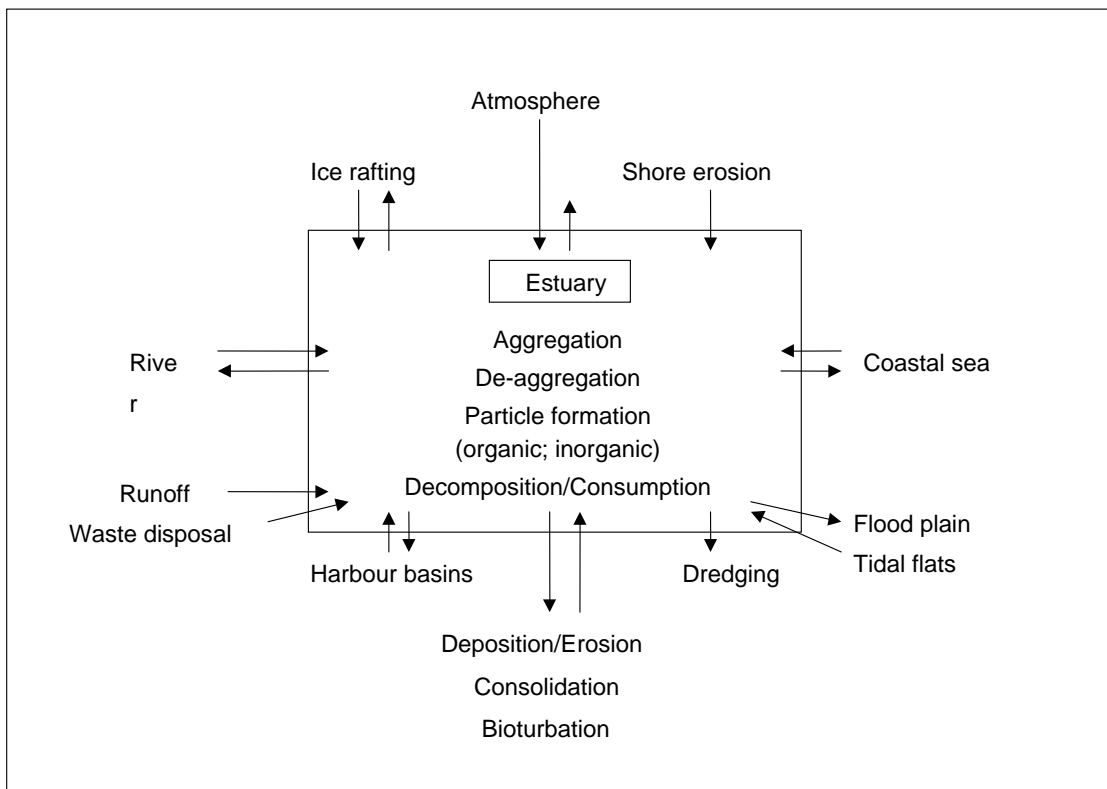 Atmosphere
Ice rafting
Shore erosion
Estuary
Aggregation
Rive
r
De-aggregation
Coastal sea
Particle formation
(organic; inorganic)
Decomposition/Consumption
Runoff
Waste disposal
Flood plain
Tidal flats
Harbour basins
Dredging
Deposition/Erosion
Consolidation
Bioturbation